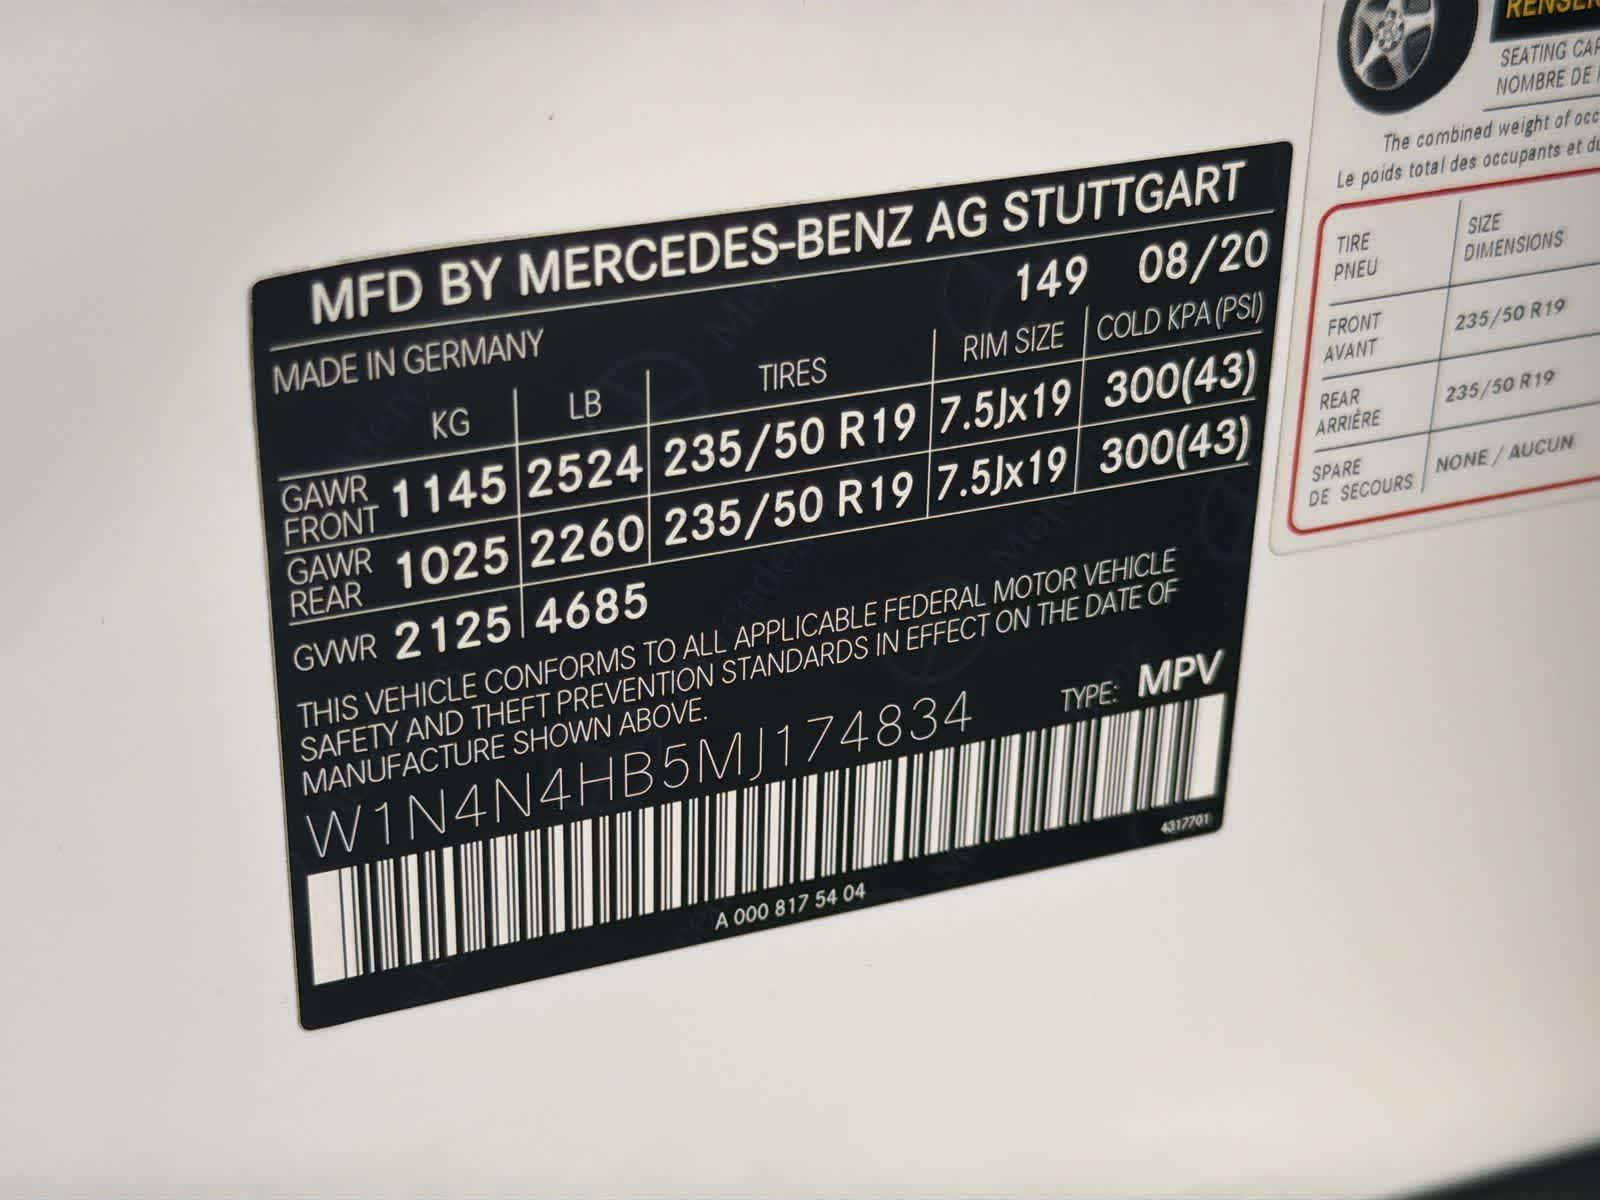 MFD BY MERCEDES-BENZ AG STUTTGART
MADE IN GERMANY 149 08/20
KG LB TIRES RIM SIZE COLD KPA (PSI)
GAWR FRONT 1145 2524 235/50 R19 7.5Jx19 300(43)
GAWR REAR 1025 2260 235/50 R19 7.5Jx19 300(43)
GVWR 2125 4685
THIS VEHICLE CONFORMS TO ALL APPLICABLE FEDERAL MOTOR VEHICLE
SAFETY AND THEFT PREVENTION STANDARDS IN EFFECT ON THE DATE OF
MANUFACTURE SHOWN ABOVE.
W1N4N4HB5MJ174834 TYPE: MPV
4317701
A 000 817 54 04
SEATING
NOMBRE DE
The combined weight of
Le poids total des occupants et
TIRE
PNEU
SIZE
DIMENSIONS
FRONT
AVANT
235/50 R19
REAR
ARRIÈRE
235/50 R19
SPARE
DE SECOURS
NONE / AUCUN